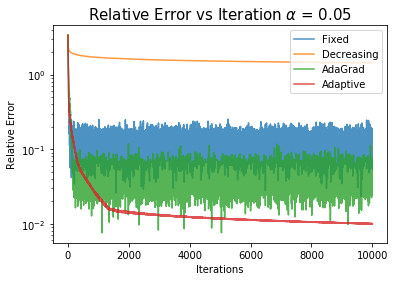 Relative Error vs Iteration α = 0.05
Fixed
Decreasing
AdaGrad
Adaptive
Relative Error
10⁰
10⁻¹
10⁻²
0 2000 4000 6000 8000 10000
Iterations